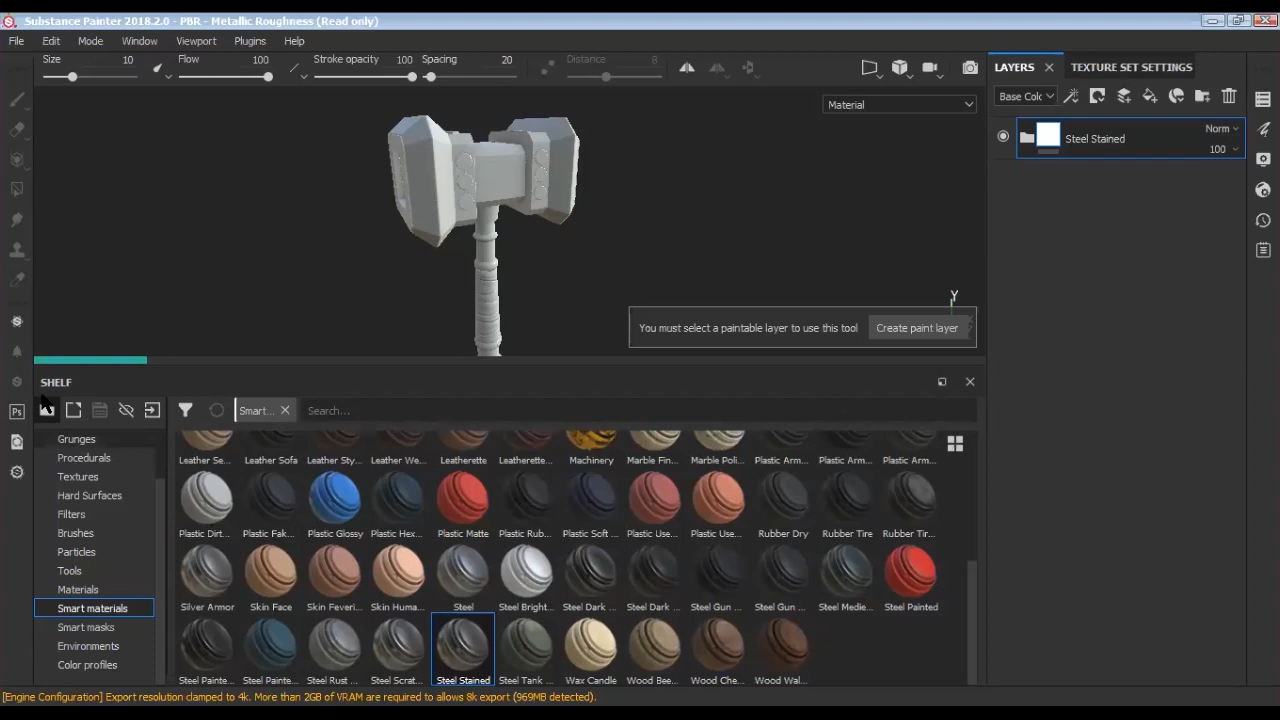 Substance Painter 2018.2.0 - PBR - Metallic Roughness (Read only)
File Edit Mode Window Viewport Plugins Help
Size 10 Flow 100 Stroke opacity 100 Spacing 20 Distance 8
LAYERS TEXTURE SET SETTINGS
Base Colc
Material
Steel Stained Norm
100
Y
You must select a paintable layer to use this tool Create paint layer
SHELF
Ps
Smart... Search...
Grunges
Procedurals
Textures
Hard Surfaces
Filters
Brushes
Particles
Tools
Materials
Smart materials
Smart masks
Environments
Color profiles
Leather Se... Leather Sofa Leather Sty... Leather We... Leatherette Leatherette... Machinery Marble Fin... Marble Poli... Plastic Arm... Plastic Arm... Plastic Arm...
Plastic Dirt... Plastic Fak... Plastic Glossy Plastic Hex... Plastic Matte Plastic Rub... Plastic Soft ... Plastic Use... Plastic Use... Rubber Dry Rubber Tire Rubber Tir...
Silver Armor Skin Face Skin Feveri... Skin Huma... Steel Steel Bright... Steel Dark ... Steel Dark ... Steel Gun ... Steel Gun ... Steel Medie... Steel Painted
Steel Painte... Steel Painte... Steel Rust ... Steel Scrat... Steel Stained Steel Tank ... Wax Candle Wood Bee... Wood Che... Wood Wal...
[Engine Configuration] Export resolution clamped to 4k. More than 2GB of VRAM are required to allows 8k export (969MB detected).